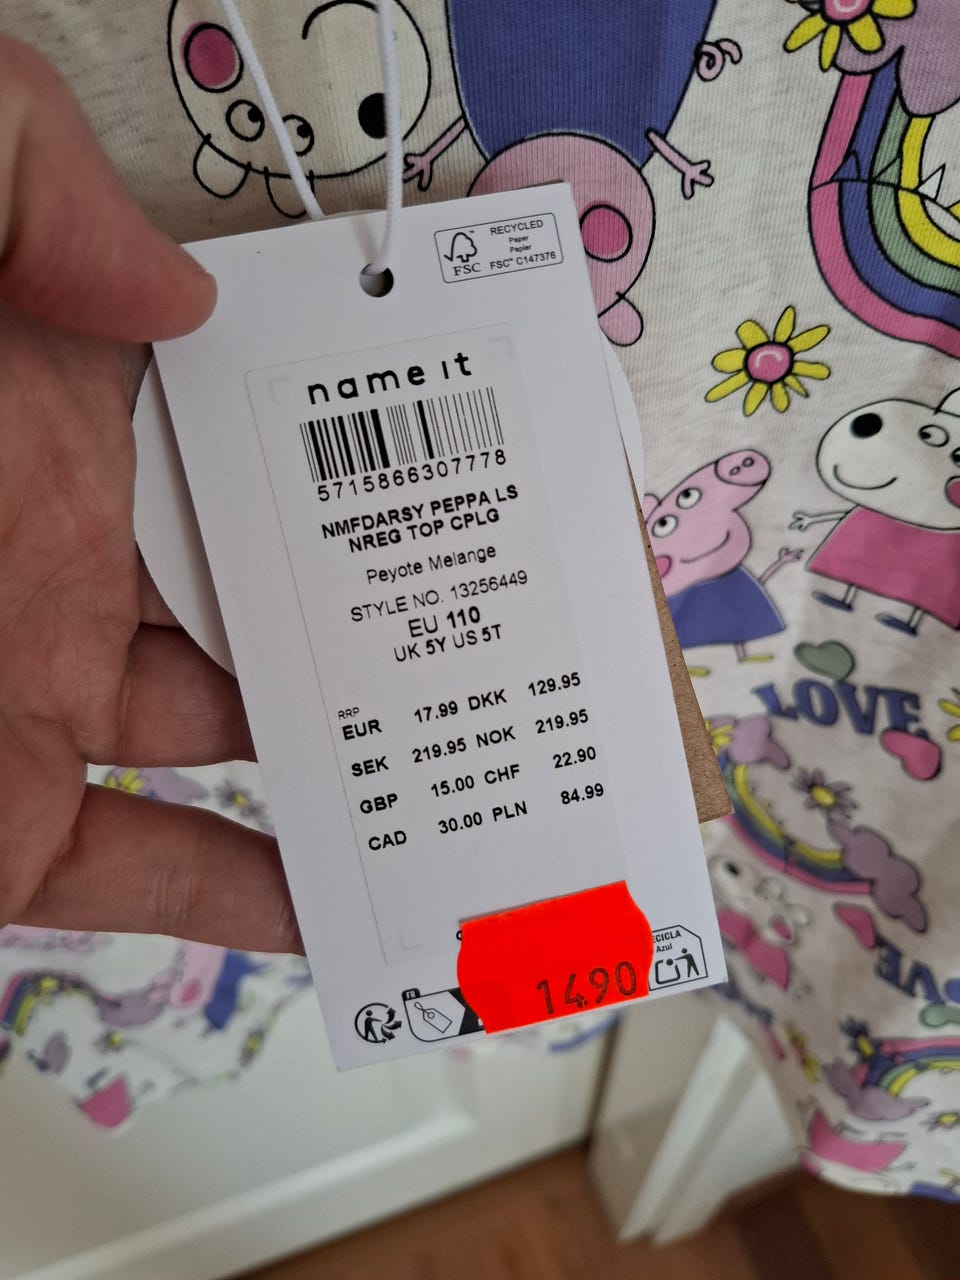 RECYCLED
Paper
Papier
FSC™ C147376
FSC
name it
5715866307778
NMFDARSY PEPPA LS
NREG TOP CPLG
Peyote Melange
STYLE NO. 13256449
EU 110
UK 5Y US 5T
RRP
EUR 17.99 DKK 129.95
SEK 219.95 NOK 219.95
GBP 15.00 CHF 22.90
CAD 30.00 PLN 84.99
14.90
FR
Azul
LOVE